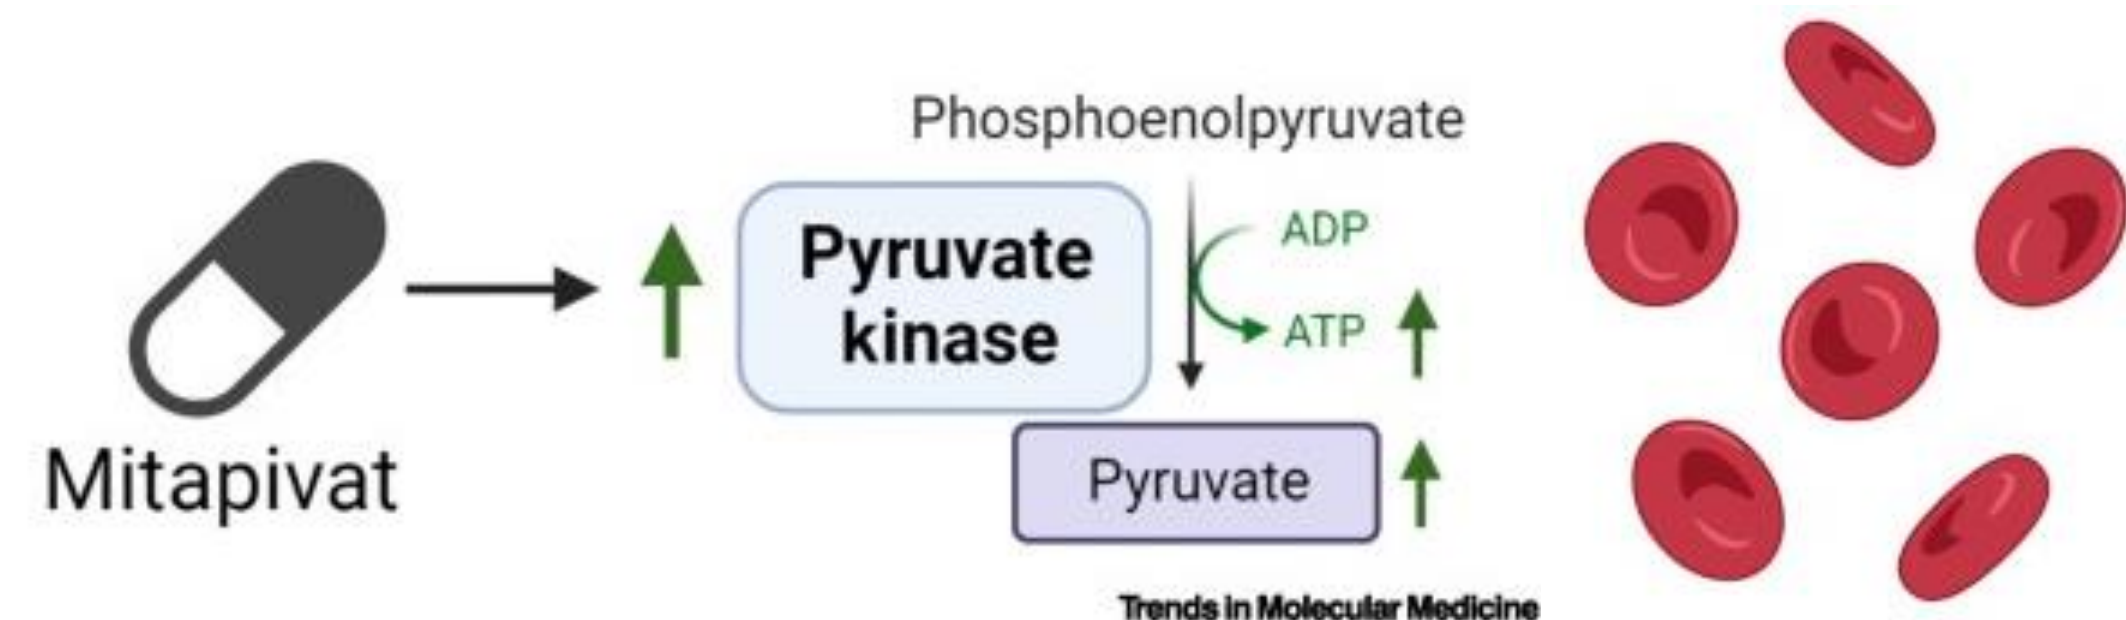 Phosphoenolpyruvate
Pyruvate
kinase
ADP
ATP
Mitapivat
Pyruvate
Trends in Molecular Medicine